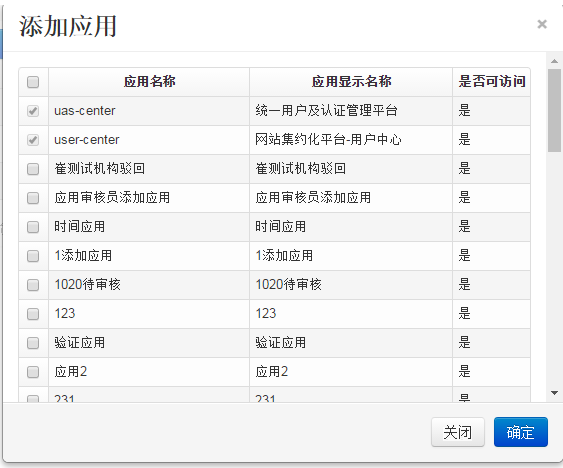 添加应用
×
应用名称 应用显示名称 是否可访问
uas-center 统一用户及认证管理平台 是
user-center 网站集约化平台-用户中心 是
崔测试机构驳回 崔测试机构驳回 是
应用审核员添加应用 应用审核员添加应用 是
时间应用 时间应用 是
1添加应用 1添加应用 是
1020待审核 1020待审核 是
123 123 是
验证应用 验证应用 是
应用2 应用2 是
231 231 是
关闭 确定